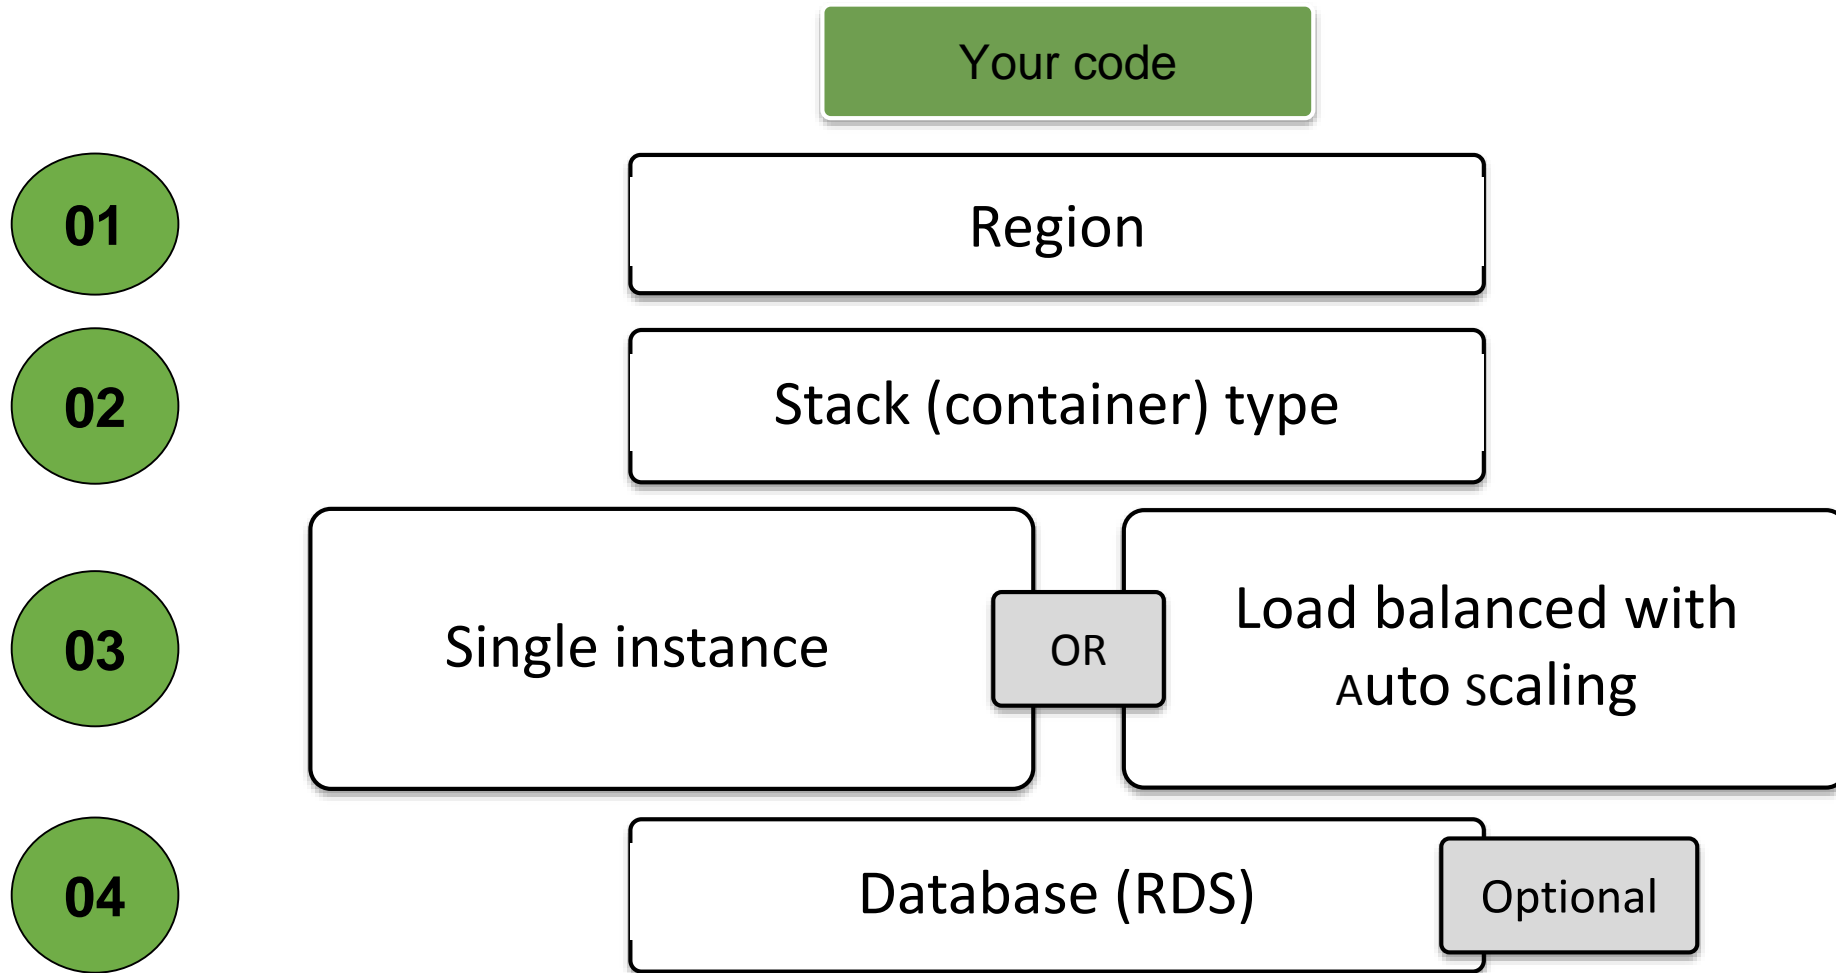 Your code
01
Region
02
Stack (container) type
03
Single instance
OR
Load balanced with
Auto Scaling
04
Database (RDS)
Optional